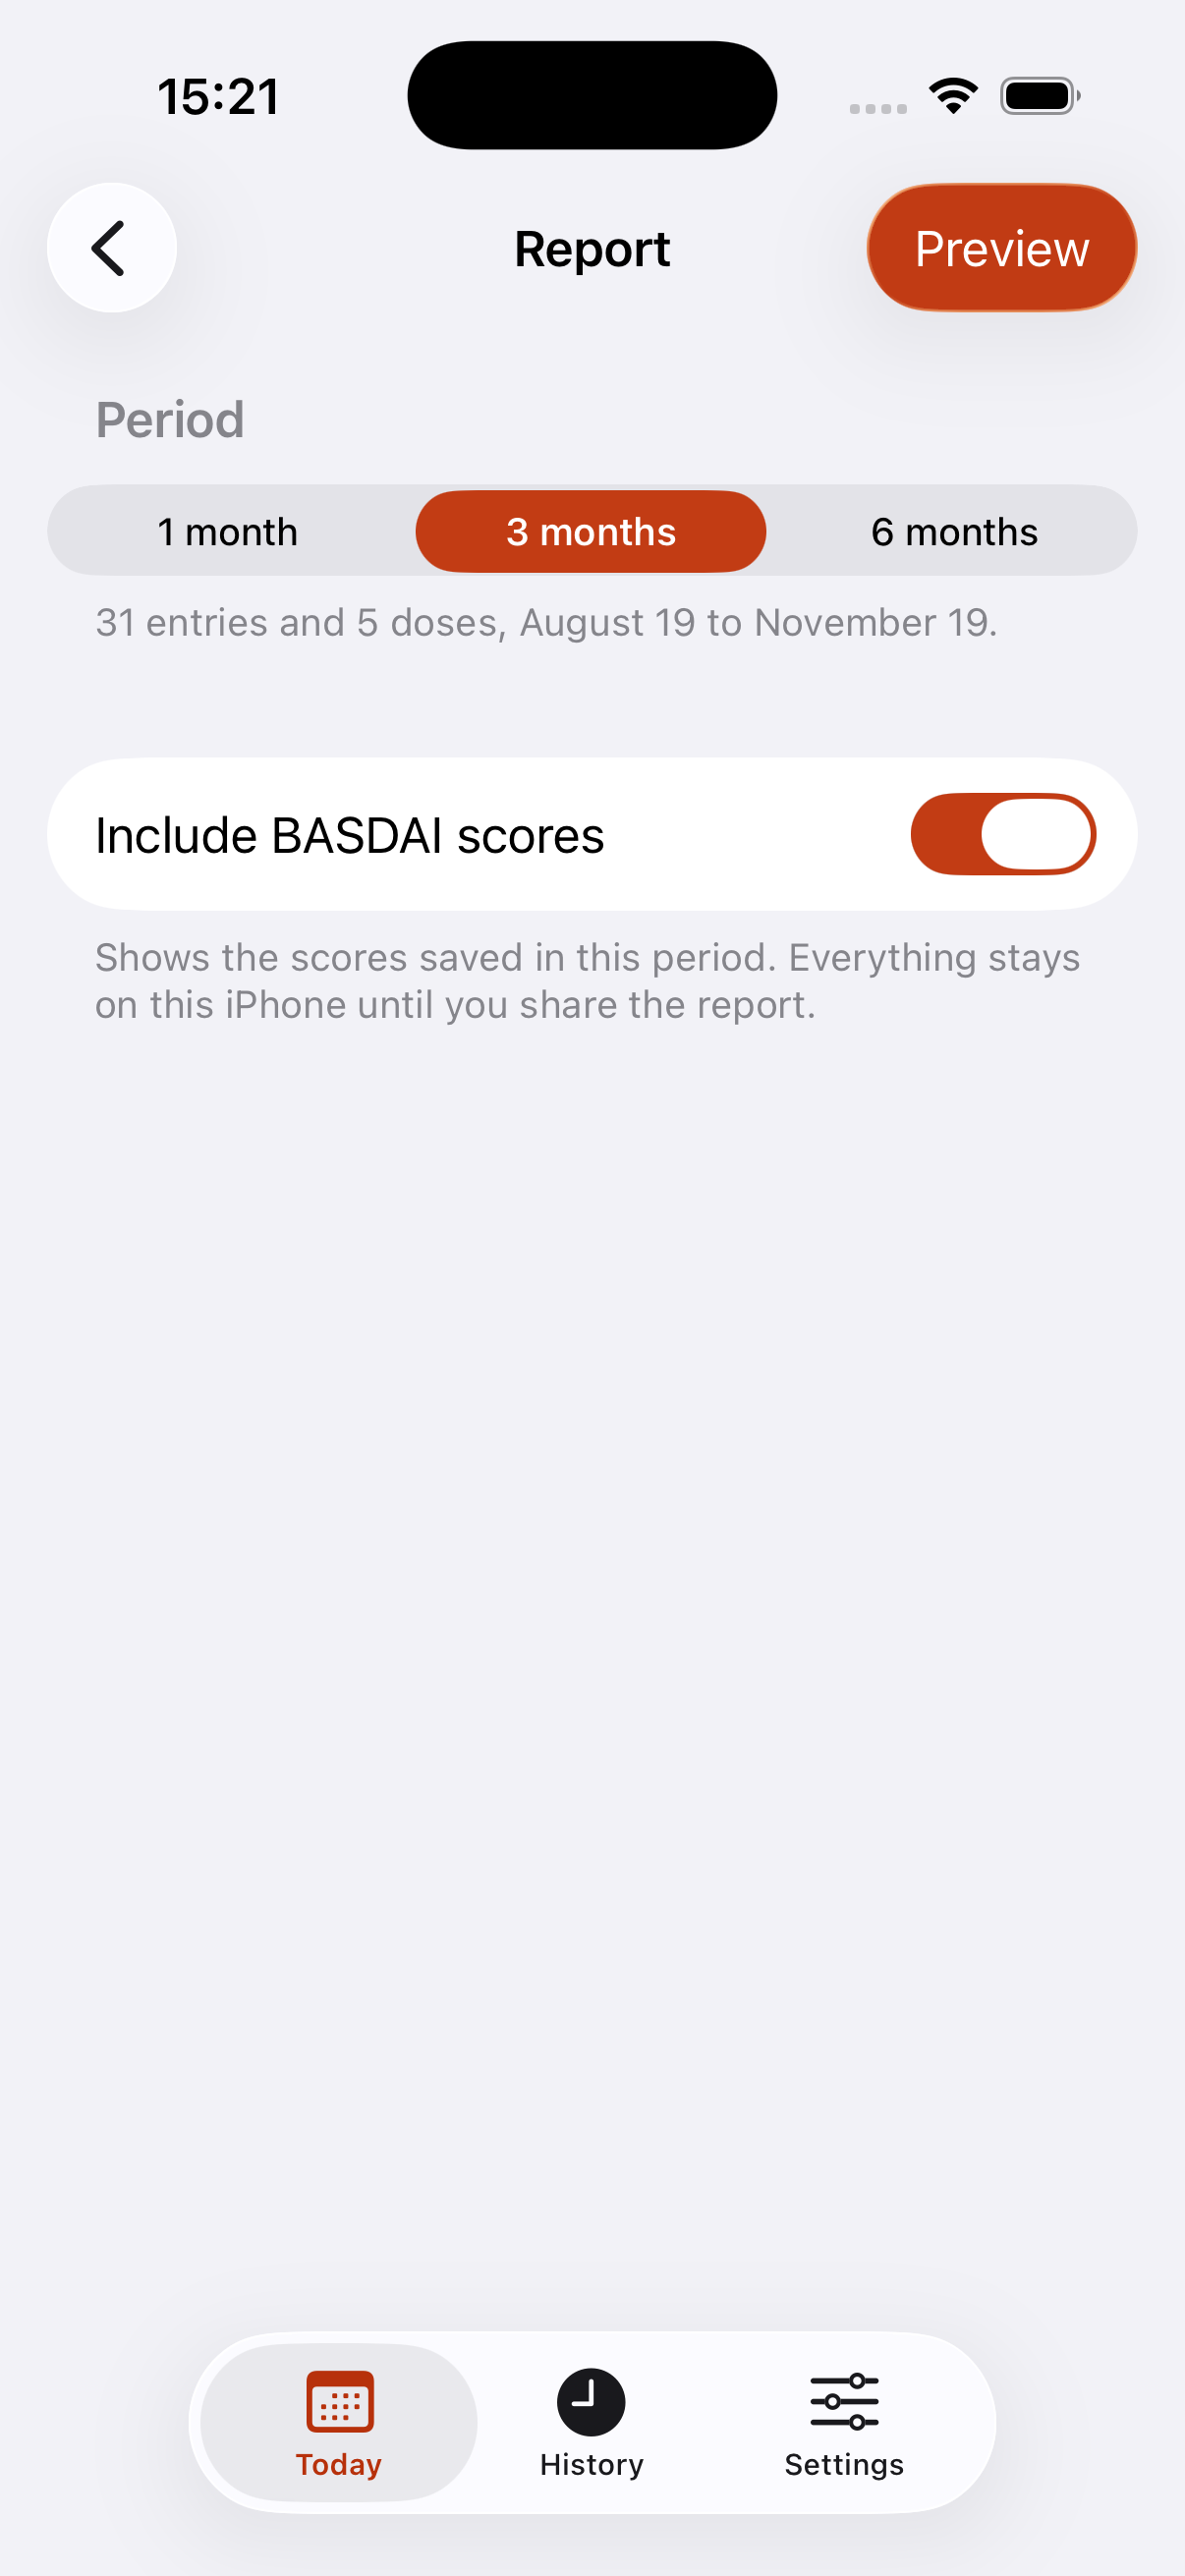 15:21
Report
Preview
Period
1 month
3 months
6 months
31 entries and 5 doses, August 19 to November 19.
Include BASDAI scores
Shows the scores saved in this period. Everything stays
on this iPhone until you share the report.
Today
History
Settings